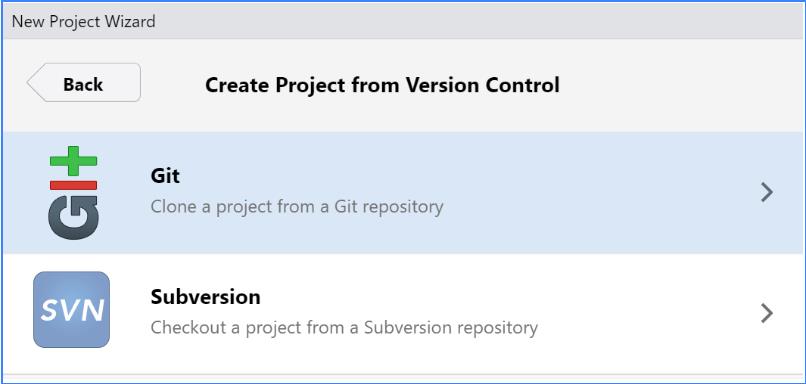 New Project Wizard
Back
Create Project from Version Control
Git
Git
Clone a project from a Git repository
SVN
Subversion
Checkout a project from a Subversion repository